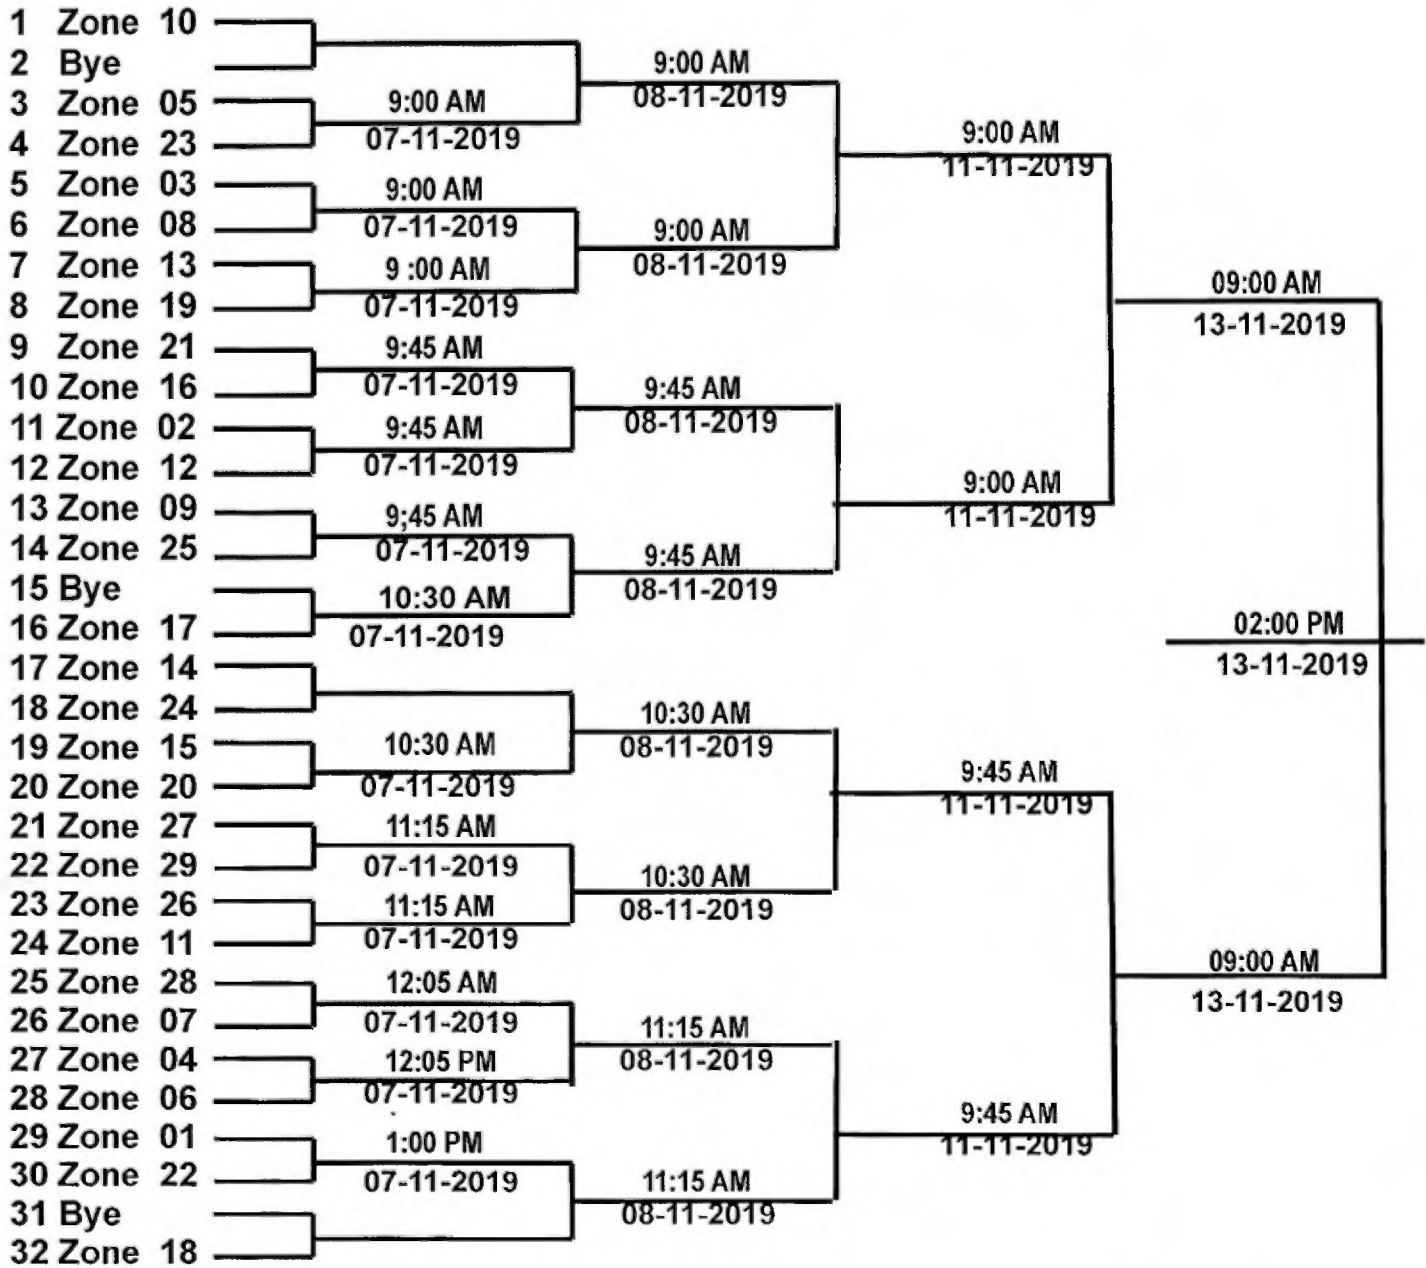 1 Zone 10
2 Bye
3 Zone 05
4 Zone 23
5 Zone 03
6 Zone 08
7 Zone 13
8 Zone 19
9 Zone 21
10 Zone 16
11 Zone 02
12 Zone 12
13 Zone 09
14 Zone 25
15 Bye
16 Zone 17
17 Zone 14
18 Zone 24
19 Zone 15
20 Zone 20
21 Zone 27
22 Zone 29
23 Zone 26
24 Zone 11
25 Zone 28
26 Zone 07
27 Zone 04
28 Zone 06
29 Zone 01
30 Zone 22
31 Bye
32 Zone 18
9:00 AM
07-11-2019
9:00 AM
07-11-2019
9 :00 AM
07-11-2019
9:45 AM
07-11-2019
9:45 AM
07-11-2019
9;45 AM
07-11-2019
10:30 AM
07-11-2019
10:30 AM
07-11-2019
11:15 AM
07-11-2019
11:15 AM
07-11-2019
12:05 AM
07-11-2019
12:05 PM
07-11-2019
1:00 PM
07-11-2019
9:00 AM
08-11-2019
9:00 AM
08-11-2019
9:45 AM
08-11-2019
9:45 AM
08-11-2019
10:30 AM
08-11-2019
10:30 AM
08-11-2019
11:15 AM
08-11-2019
11:15 AM
08-11-2019
9:00 AM
11-11-2019
9:00 AM
11-11-2019
9:45 AM
11-11-2019
9:45 AM
11-11-2019
09:00 AM
13-11-2019
02:00 PM
13-11-2019
09:00 AM
13-11-2019